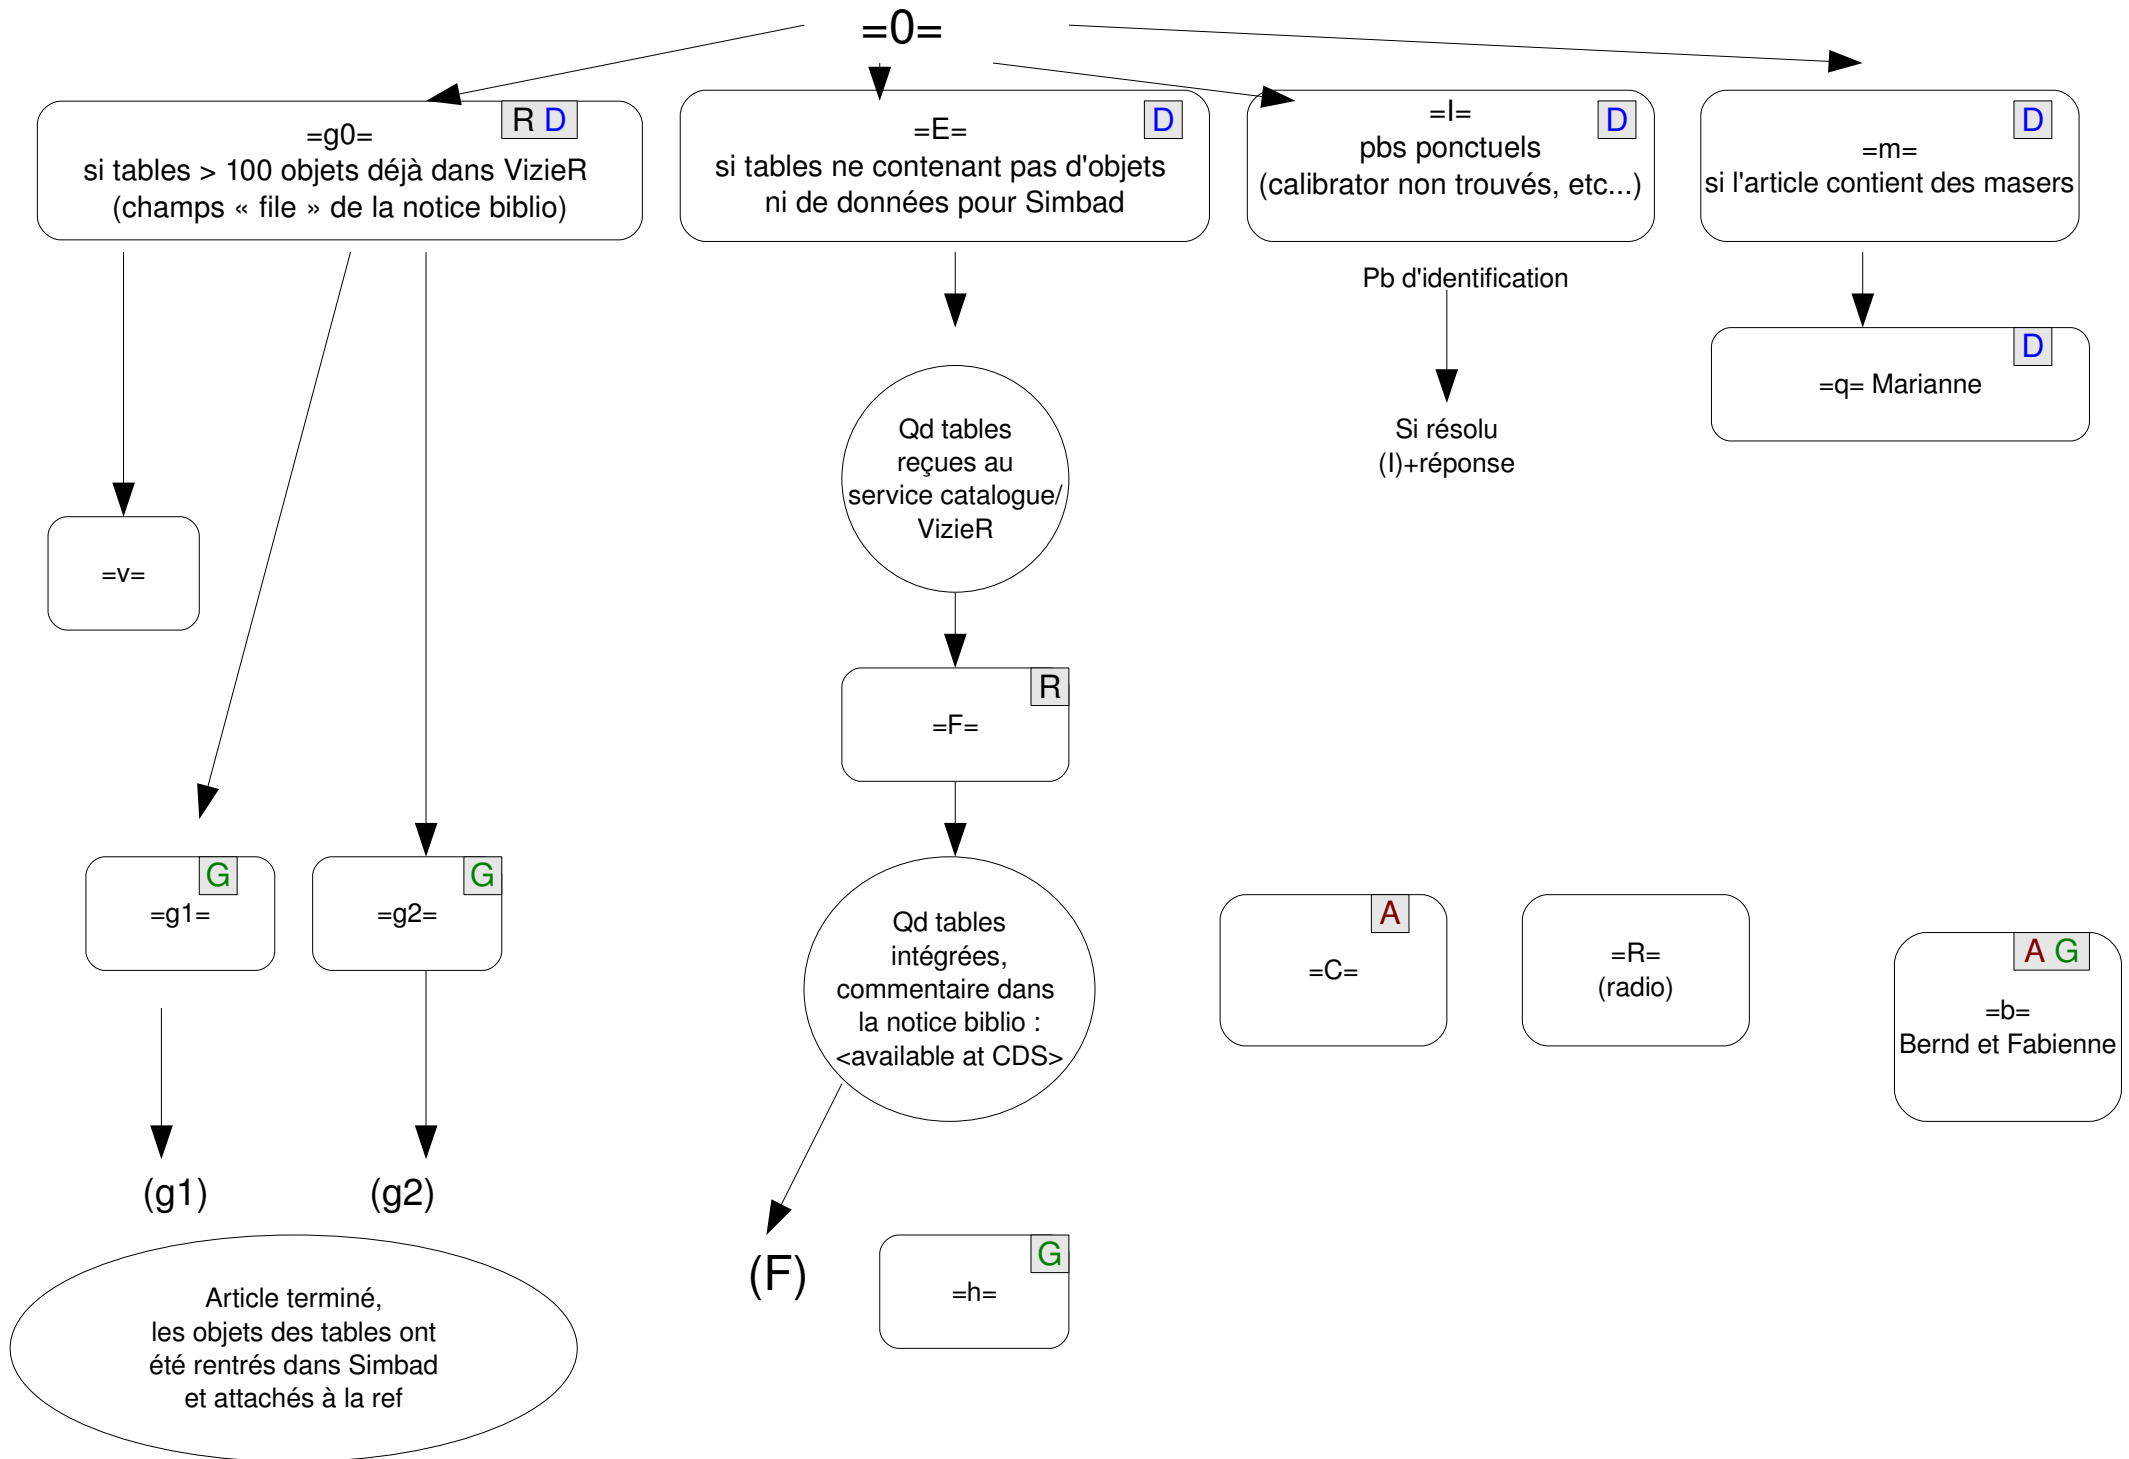 =0=
R D
=g0=
si tables > 100 objets déjà dans VizieR
(champs « file » de la notice biblio)
D
=E=
si tables ne contenant pas d'objets
ni de données pour Simbad
D
=I=
pbs ponctuels
(calibrator non trouvés, etc...)
D
=m=
si l'article contient des masers
Pb d'identification
D
=q= Marianne
Si résolu
(I)+réponse
Qd tables
reçues au
service catalogue/
VizieR
=v=
R
=F=
G
=g1=
G
=g2=
Qd tables
intégrées,
commentaire dans
la notice biblio :
<available at CDS>
A
=C=
=R=
(radio)
A G
=b=
Bernd et Fabienne
(g1)
(g2)
(F)
G
=h=
Article terminé,
les objets des tables ont
été rentrés dans Simbad
et attachés à la ref